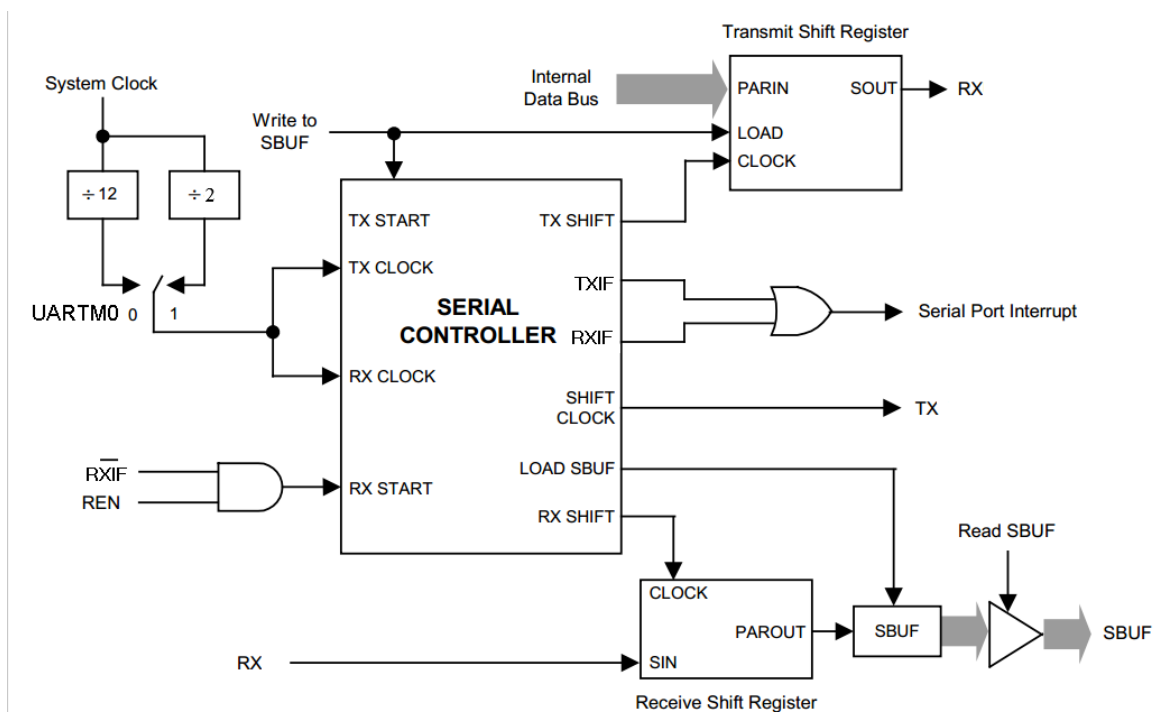 Transmit Shift Register
System Clock
Internal
Data Bus
PARIN
SOUT
RX
Write to
SBUF
LOAD
CLOCK
÷12
÷2
TX START
TX SHIFT
TX CLOCK
TXIF
UARTM0
0
1
SERIAL
CONTROLLER
RXIF
Serial Port Interrupt
RX CLOCK
SHIFT
CLOCK
TX
RXIF
REN
RX START
LOAD SBUF
RX SHIFT
Read SBUF
CLOCK
PAROUT
SBUF
SBUF
RX
SIN
Receive Shift Register